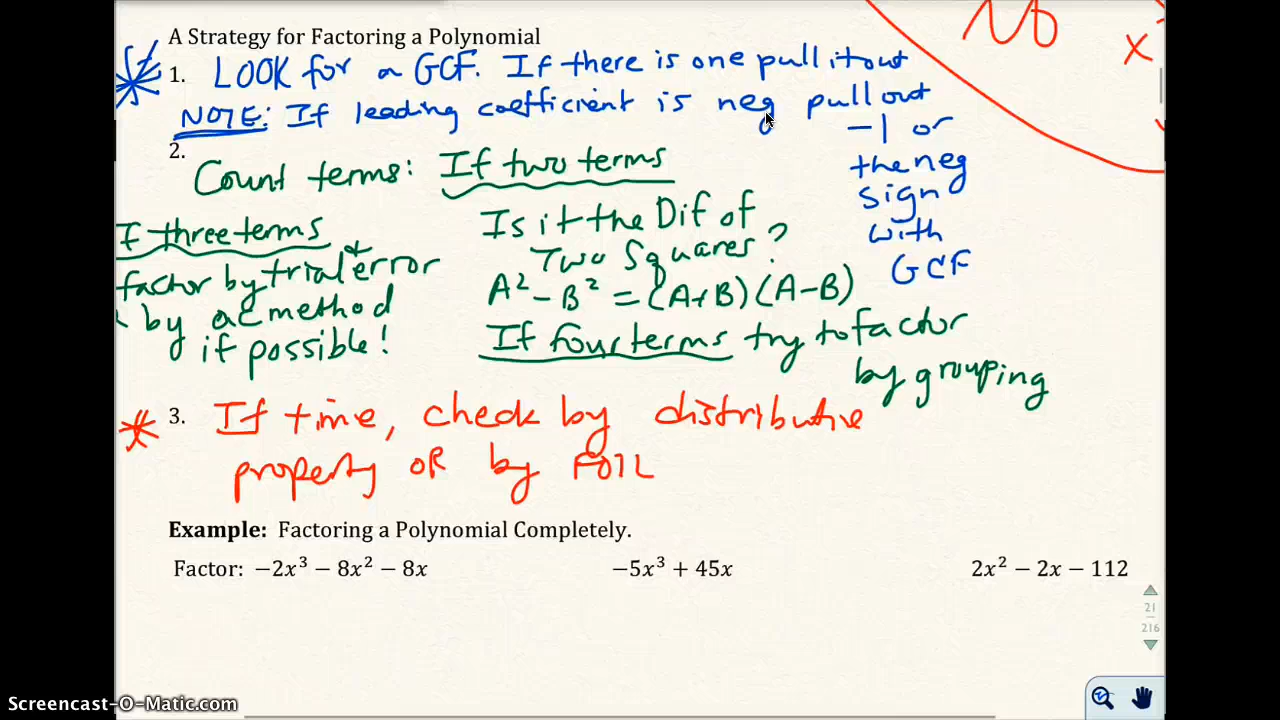 A Strategy for Factoring a Polynomial
1. LOOK for a GCF. If there is one pull it out
NOTE: If leading coefficient is neg pull out
-1 or
the neg
sign
with
GCF
2.
Count terms: If two terms
Is it the Dif of
Two Squares?
A² - B² = (A+B)(A-B)
If three terms
factor by trial & error
by ac method
if possible!
If four terms try to factor
by grouping
3. If time, check by distributive
property OR by FOIL
Example: Factoring a Polynomial Completely.
Factor: −2x³ − 8x² − 8x −5x³ + 45x 2x² − 2x − 112
No
x
21
216
Screencast-O-Matic.com